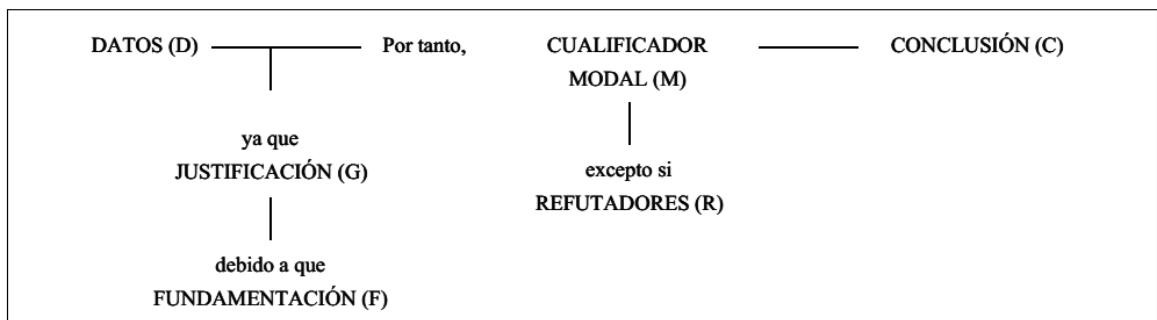 DATOS (D) Por tanto, CUALIFICADOR CONCLUSIÓN (C)
MODAL (M)
ya que
JUSTIFICACIÓN (G)
excepto si
REFUTADORES (R)
debido a que
FUNDAMENTACIÓN (F)